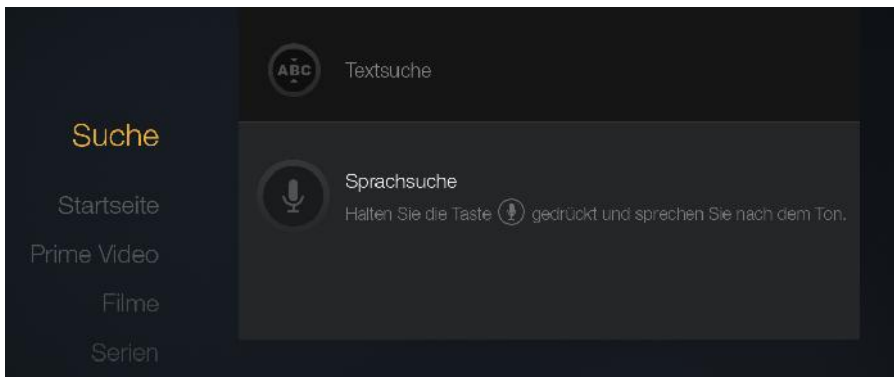 Suche
Startseite
Prime Video
Filme
Serien
ABC
Textsuche
Sprachsuche
Halten Sie die Taste gedrückt und sprechen Sie nach dem Ton.